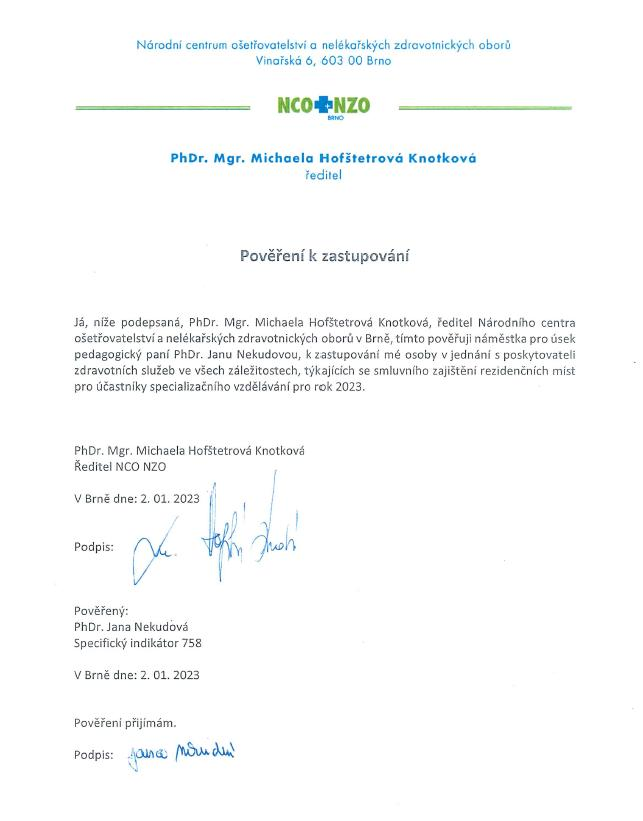 Národní centrum ošetřovatelství a nelékařských zdravotnických oborů
Vinařská 6, 603 00 Brno
NCO NZO
BRNO
PhDr. Mgr. Michaela Hofštetrová Knotková
ředitel
Pověření k zastupování
Já, níže podepsaná, PhDr. Mgr. Michaela Hofštetrová Knotková, ředitel Národního centra
ošetřovatelství a nelékařských zdravotnických oborů v Brně, tímto pověřuji náměstka pro úsek
pedagogický paní PhDr. Janu Nekudovou, k zastupování mé osoby v jednání s poskytovateli
zdravotních služeb ve všech záležitostech, týkajících se smluvního zajištění rezidenčních míst
pro účastníky specializačního vzdělávání pro rok 2023.
PhDr. Mgr. Michaela Hofštetrová Knotková
Ředitel NCO NZO
V Brně dne: 2. 01. 2023
Podpis:
Pověřený:
PhDr. Jana Nekudová
Specifický indikátor 758
V Brně dne: 2. 01. 2023
Pověření přijímám.
Podpis: